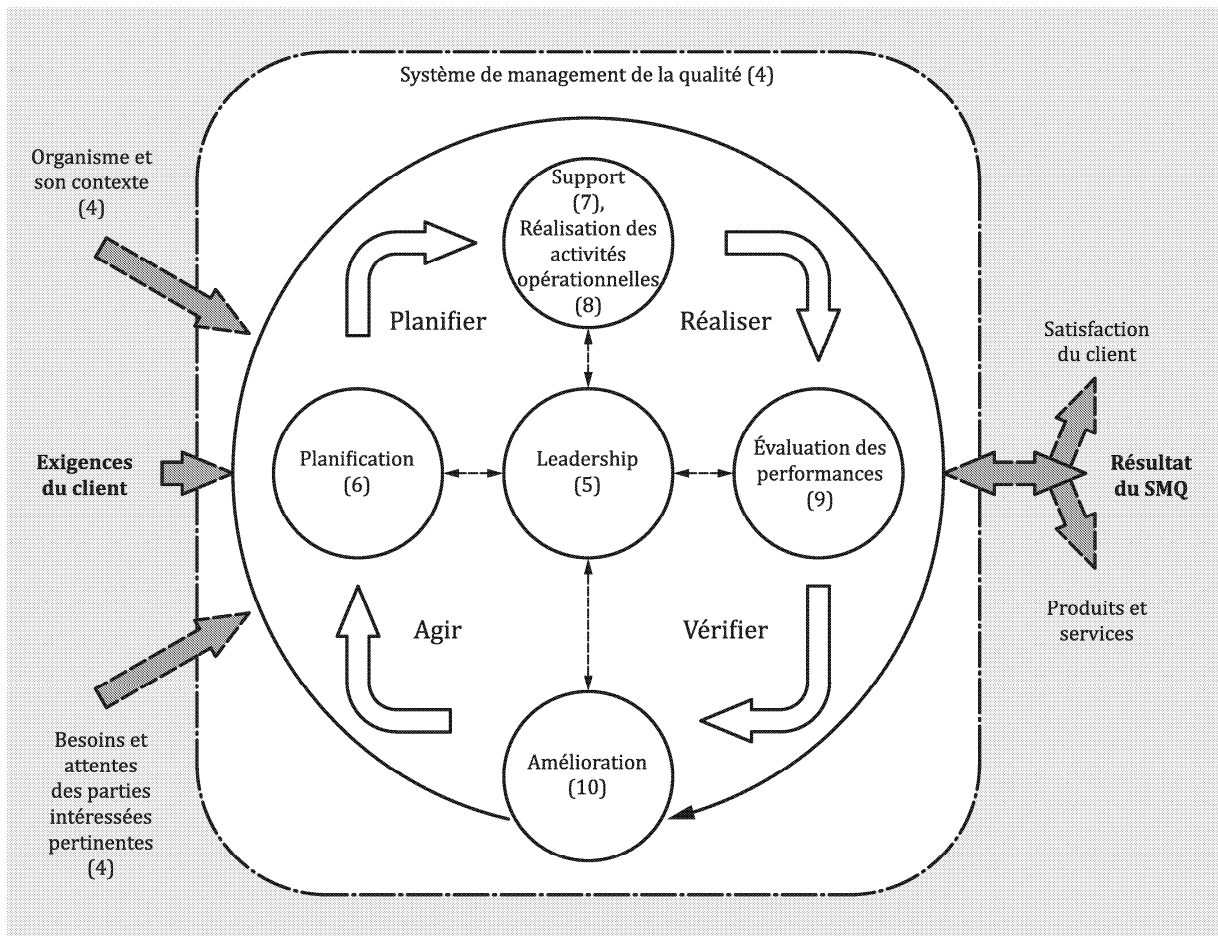 Système de management de la qualité (4)
Organisme et
son contexte
(4)
Support
(7),
Réalisation des
activités
opérationnelles
(8)
Planifier
Réaliser
Satisfaction
du client
Exigences
du client
Planification
(6)
Leadership
(5)
Évaluation des
performances
(9)
Résultat
du SMQ
Agir
Vérifier
Produits et
services
Besoins et
attentes
des parties
intéressées
pertinentes
(4)
Amélioration
(10)